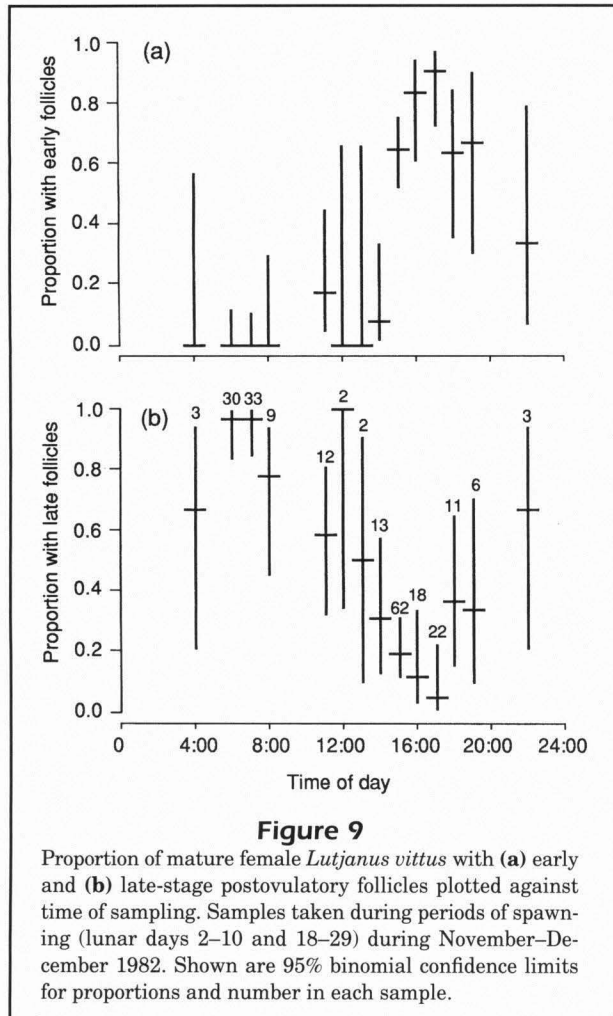 (a)
Proportion with early follicles
1.0
0.8
0.6
0.4
0.2
0.0
(b)
Proportion with late follicles
1.0
0.8
0.6
0.4
0.2
0.0
3
30
33
9
12
2
2
13
62
18
22
11
6
3
0
4:00
8:00
12:00
16:00
20:00
24:00
Time of day
Figure 9
Proportion of mature female Lutjanus vittus with (a) early
and (b) late-stage postovulatory follicles plotted against
time of sampling. Samples taken during periods of spawn-
ing (lunar days 2–10 and 18–29) during November–De-
cember 1982. Shown are 95% binomial confidence limits
for proportions and number in each sample.